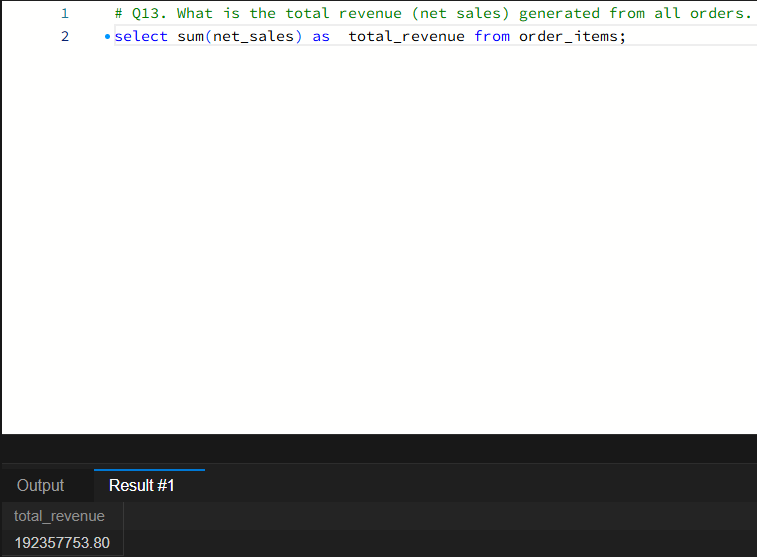 1 # Q13. What is the total revenue (net sales) generated from all orders.
2 select sum(net_sales) as  total_revenue from order_items;
Output Result #1
total_revenue
192357753.80